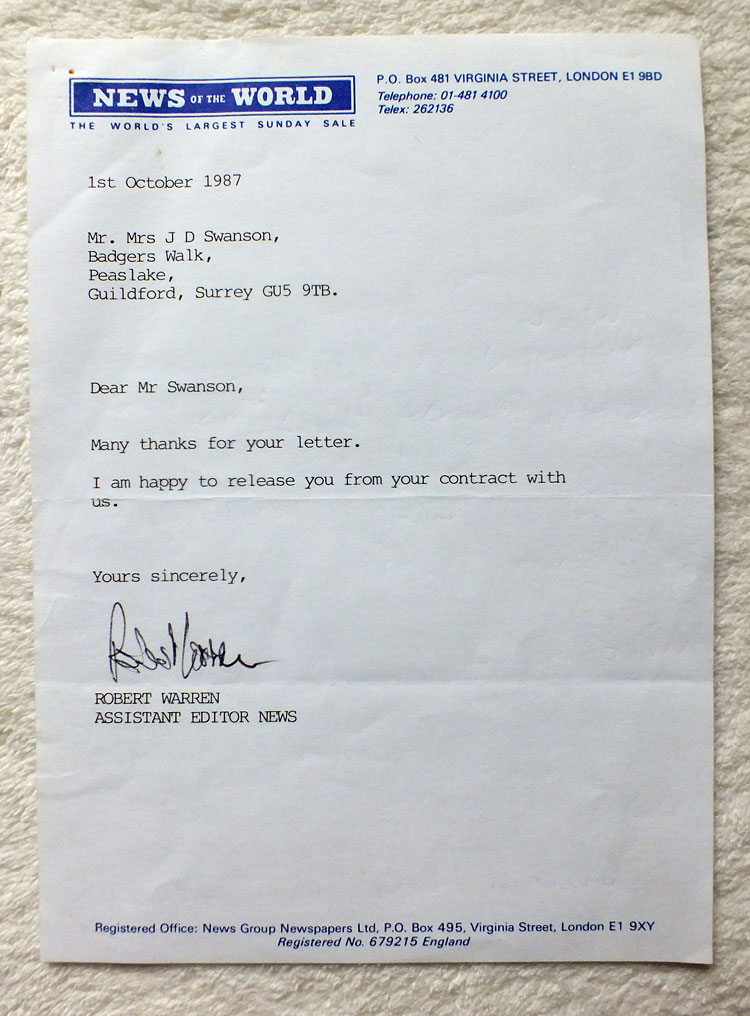 NEWS OF THE WORLD
THE WORLD'S LARGEST SUNDAY SALE
P.O. Box 481 VIRGINIA STREET, LONDON E1 9BD
Telephone: 01-481 4100
Telex: 262136
1st October 1987
Mr. Mrs J D Swanson,
Badgers Walk,
Peaslake,
Guildford, Surrey GU5 9TB.
Dear Mr Swanson,
Many thanks for your letter.
I am happy to release you from your contract with
us.
Yours sincerely,
Robert Warren
ROBERT WARREN
ASSISTANT EDITOR NEWS
Registered Office: News Group Newspapers Ltd, P.O. Box 495, Virginia Street, London E1 9XY
Registered No. 679215 England